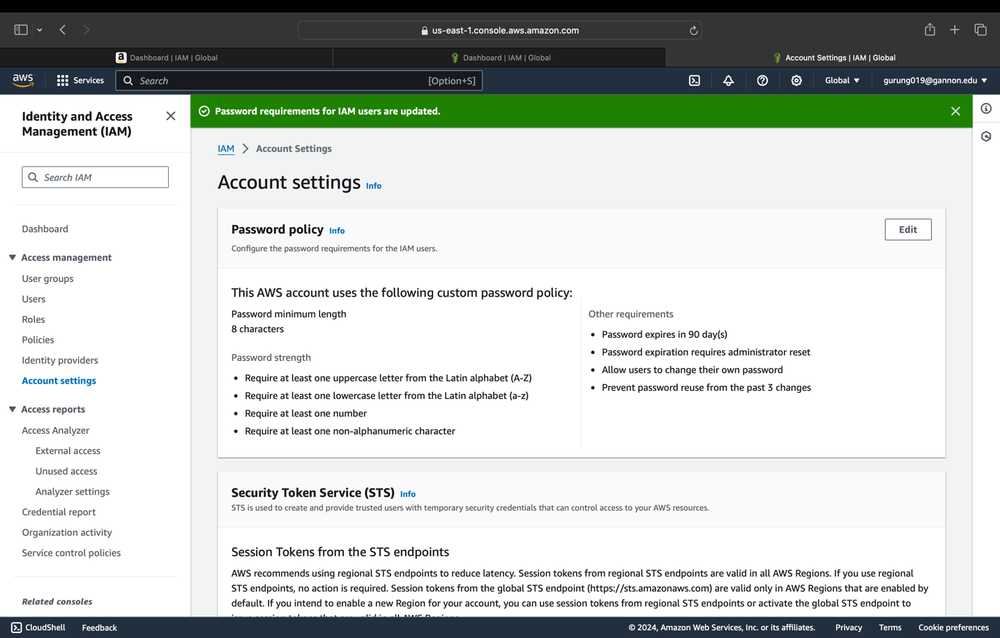 us-east-1.console.aws.amazon.com
a Dashboard | IAM | Global
Dashboard | IAM | Global
Account Settings | IAM | Global
aws
Services
Search
[Option+S]
Global
gurung019@gannon.edu
Identity and Access
Management (IAM)
Search IAM
Dashboard
Access management
User groups
Users
Roles
Policies
Identity providers
Account settings
Access reports
Access Analyzer
External access
Unused access
Analyzer settings
Credential report
Organization activity
Service control policies
Related consoles
Password requirements for IAM users are updated.
IAM
Account Settings
Account settings Info
Password policy Info
Edit
Configure the password requirements for the IAM users.
This AWS account uses the following custom password policy:
Password minimum length
8 characters
Password strength
• Require at least one uppercase letter from the Latin alphabet (A-Z)
• Require at least one lowercase letter from the Latin alphabet (a-z)
• Require at least one number
• Require at least one non-alphanumeric character
Other requirements
• Password expires in 90 day(s)
• Password expiration requires administrator reset
• Allow users to change their own password
• Prevent password reuse from the past 3 changes
Security Token Service (STS) Info
STS is used to create and provide trusted users with temporary security credentials that can control access to your AWS resources.
Session Tokens from the STS endpoints
AWS recommends using regional STS endpoints to reduce latency. Session tokens from regional STS endpoints are valid in all AWS Regions. If you use regional
STS endpoints, no action is required. Session tokens from the global STS endpoint (https://sts.amazonaws.com) are valid only in AWS Regions that are enabled by
default. If you intend to enable a new Region for your account, you can use session tokens from regional STS endpoints or activate the global STS endpoint to
issue session tokens that are valid in all AWS Regions.
CloudShell
Feedback
© 2024, Amazon Web Services, Inc. or its affiliates.
Privacy
Terms
Cookie preferences